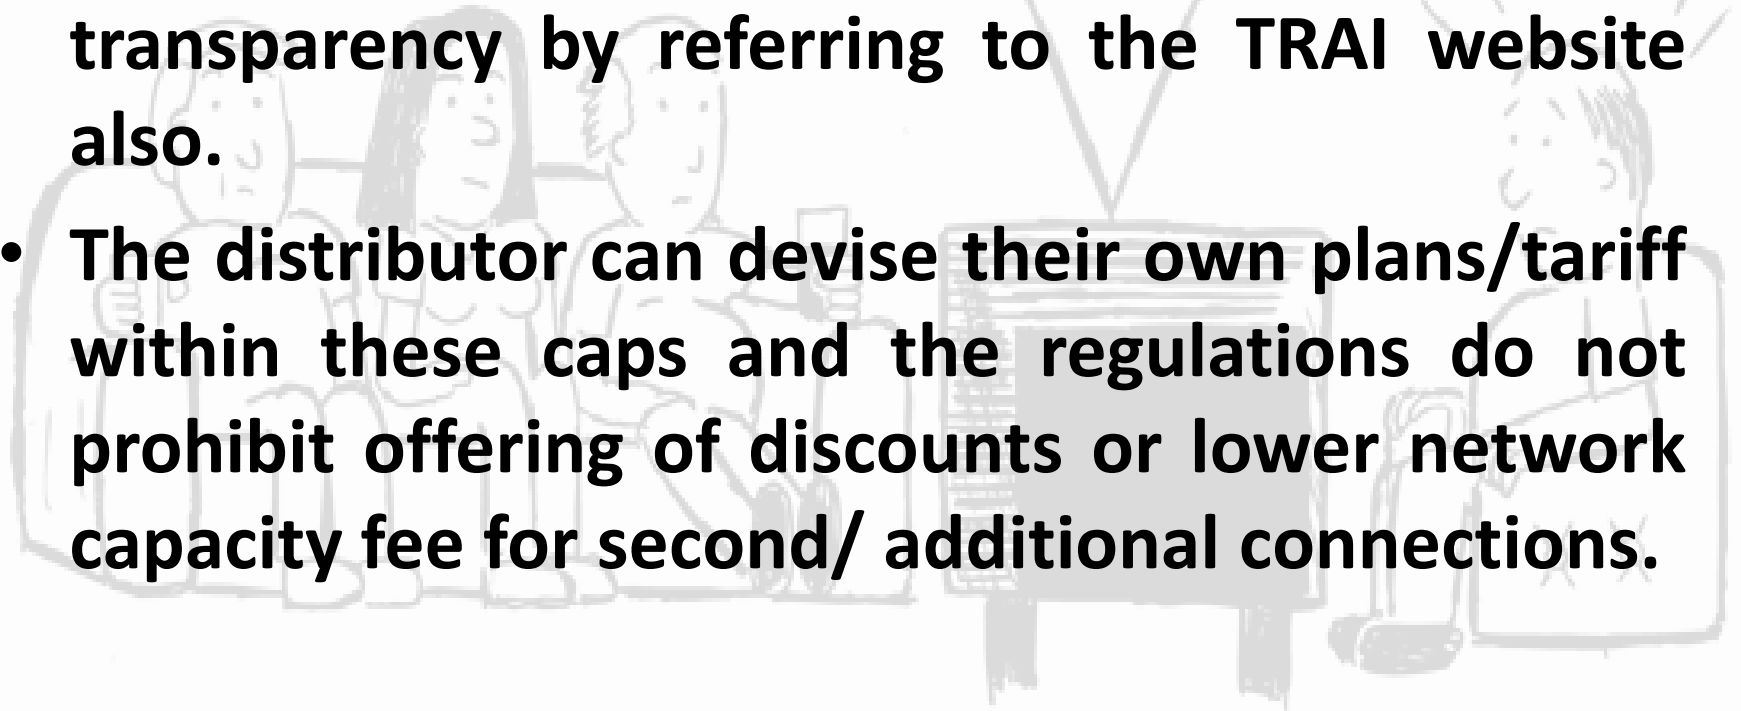 transparency by referring to the TRAI website
also.
• The distributor can devise their own plans/tariff
within these caps and the regulations do not
prohibit offering of discounts or lower network
capacity fee for second/ additional connections.